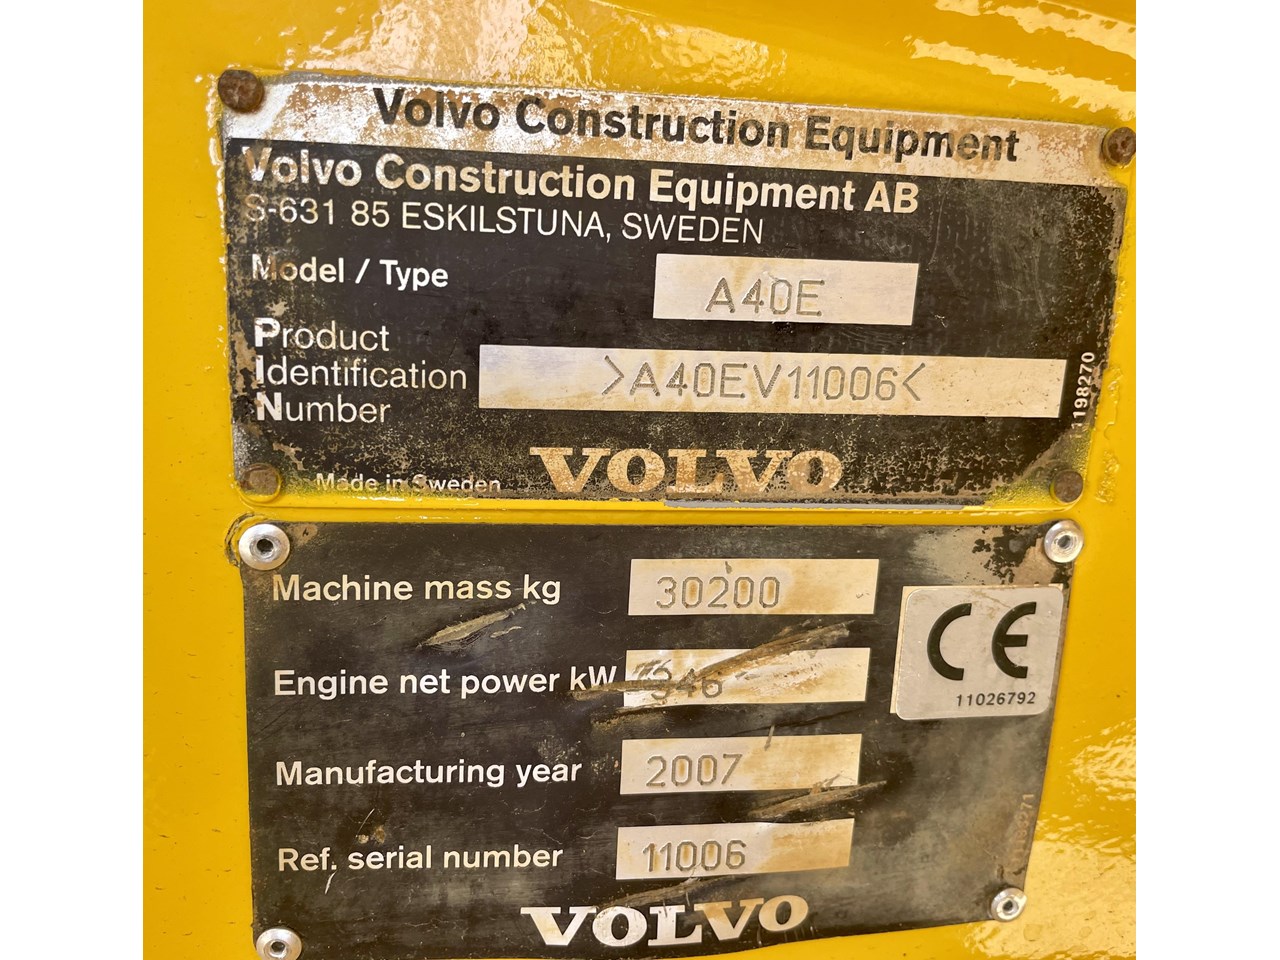 Volvo Construction Equipment
Volvo Construction Equipment AB
S-631 85 ESKILSTUNA, SWEDEN
Model / Type A40E
Product
Identification
Number
>A40EV11006<
1198270
Made in Sweden
VOLVO
Machine mass kg 30200
Engine net power kW 346
CE
11026792
Manufacturing year 2007
Ref. serial number 11006
VOLVO